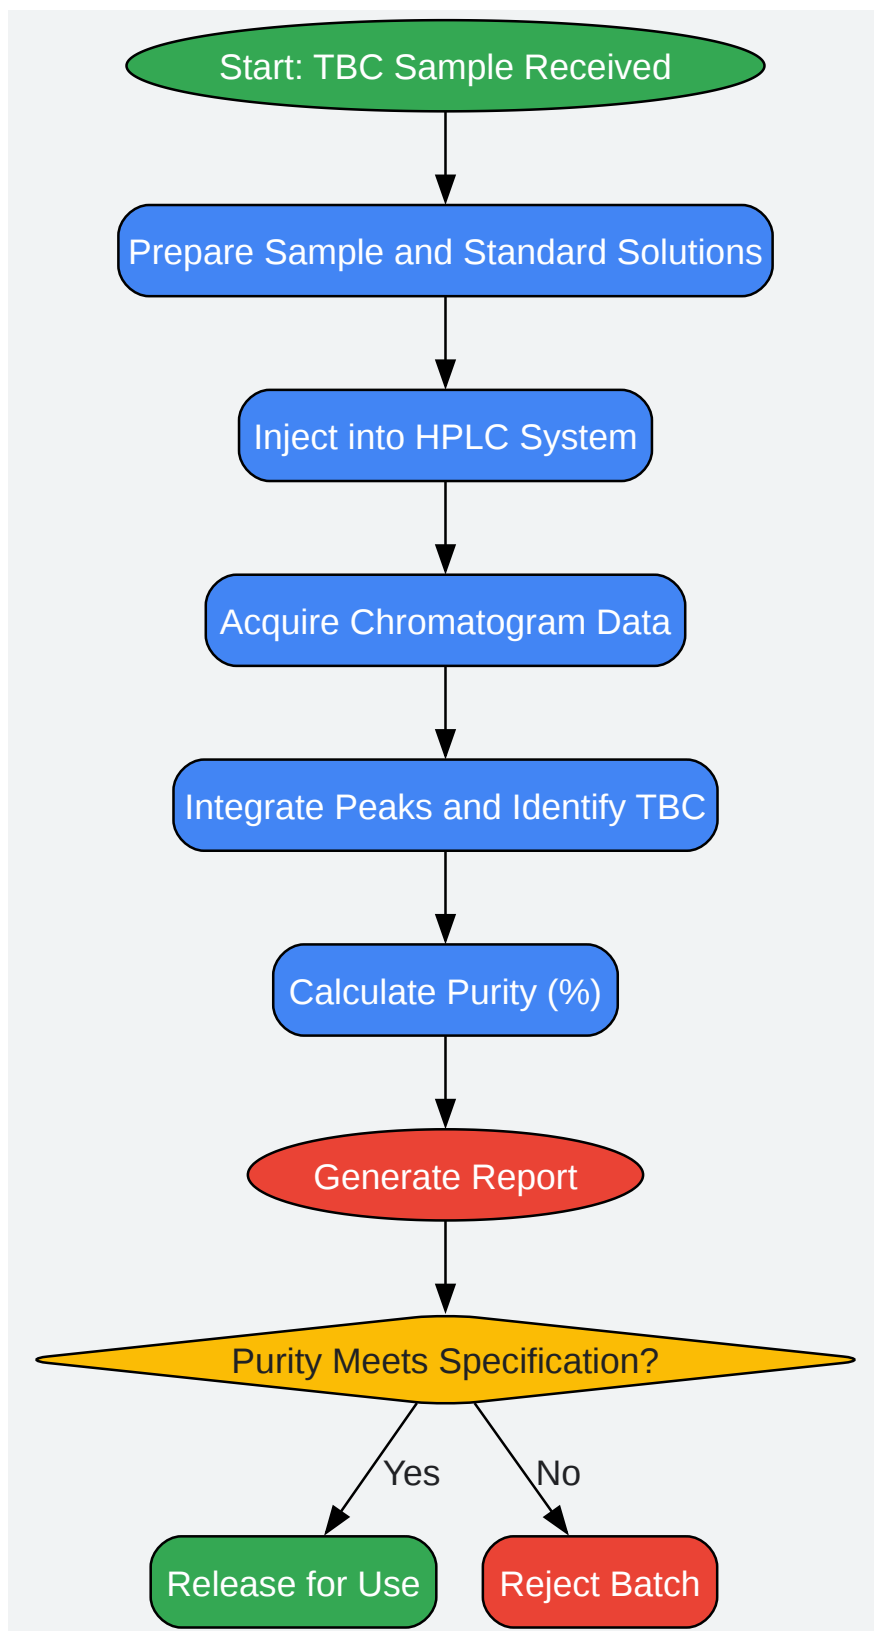 Start: TBC Sample Received
Prepare Sample and Standard Solutions
Inject into HPLC System
Acquire Chromatogram Data
Integrate Peaks and Identify TBC
Calculate Purity (%)
Generate Report
Purity Meets Specification?
Yes
No
Release for Use
Reject Batch